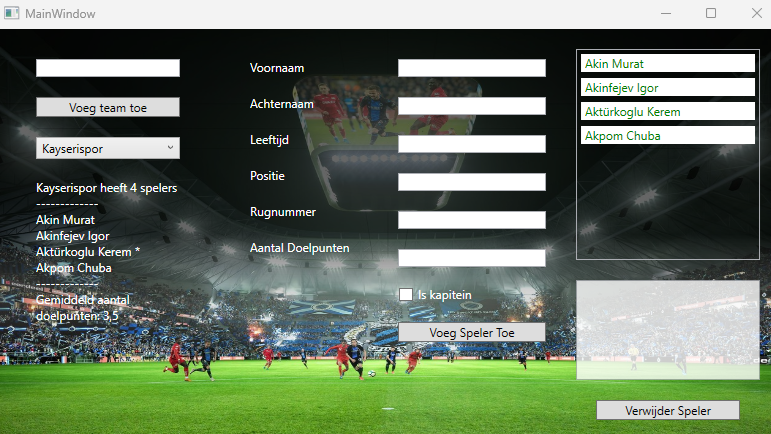 MainWindow
Voeg team toe
Kayserispor
Kayserispor heeft 4 spelers
-------------
Akin Murat
Akinfejev Igor
Aktürkoglu Kerem *
Akpom Chuba
-------------
Gemiddeld aantal
doelpunten: 3,5
Voornaam
Achternaam
Leeftijd
Positie
Rugnummer
Aantal Doelpunten
Is kapitein
Voeg Speler Toe
Akin Murat
Akinfejev Igor
Aktürkoglu Kerem
Akpom Chuba
Verwijder Speler